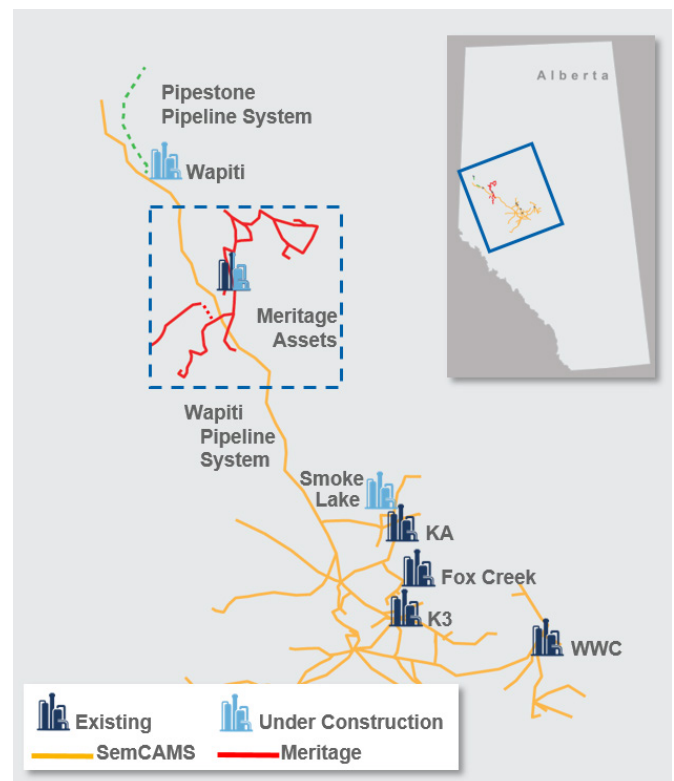 Alberta
Pipestone
Pipeline System
Wapiti
Meritage
Assets
Wapiti
Pipeline
System
Smoke
Lake
KA
Fox Creek
K3
WWC
Existing
Under Construction
SemCAMS
Meritage